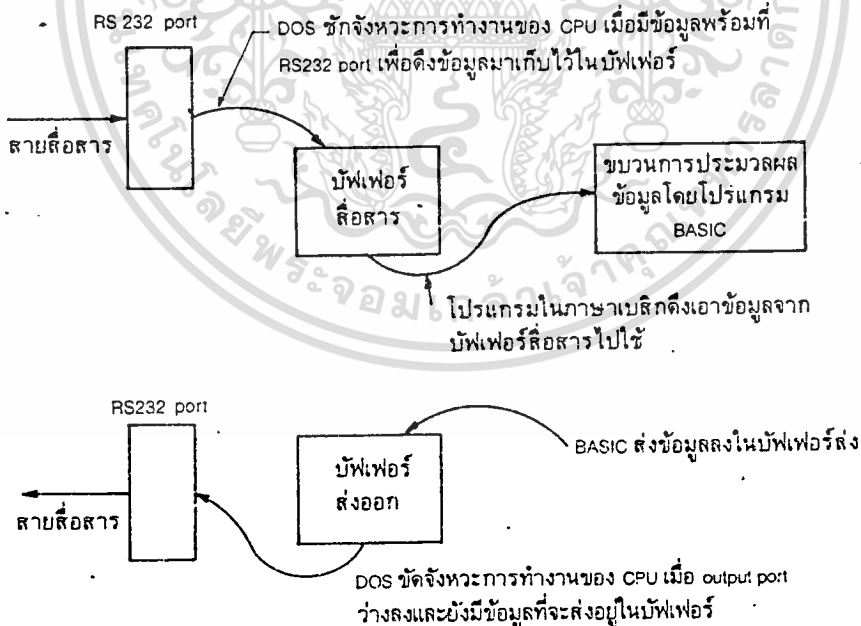 RS 232 port
DOS ขัดจังหวะการทำงานของ CPU เมื่อมีข้อมูลพร้อมที่
RS232 port เพื่อดึงข้อมูลมาเก็บไว้ในบัฟเฟอร์
สายสื่อสาร
บัฟเฟอร์
สื่อสาร
ขบวนการประมวลผล
ข้อมูลโดยโปรแกรม
BASIC
โปรแกรมในภาษาเบสิกดึงเอาข้อมูลจาก
บัฟเฟอร์สื่อสารไปใช้
RS232 port
บัฟเฟอร์
ส่งออก
BASIC ส่งข้อมูลลงในบัฟเฟอร์ส่ง
สายสื่อสาร
DOS ขัดจังหวะการทำงานของ CPU เมื่อ output port
ว่างลงและยังมีข้อมูลที่จะส่งอยู่ในบัฟเฟอร์